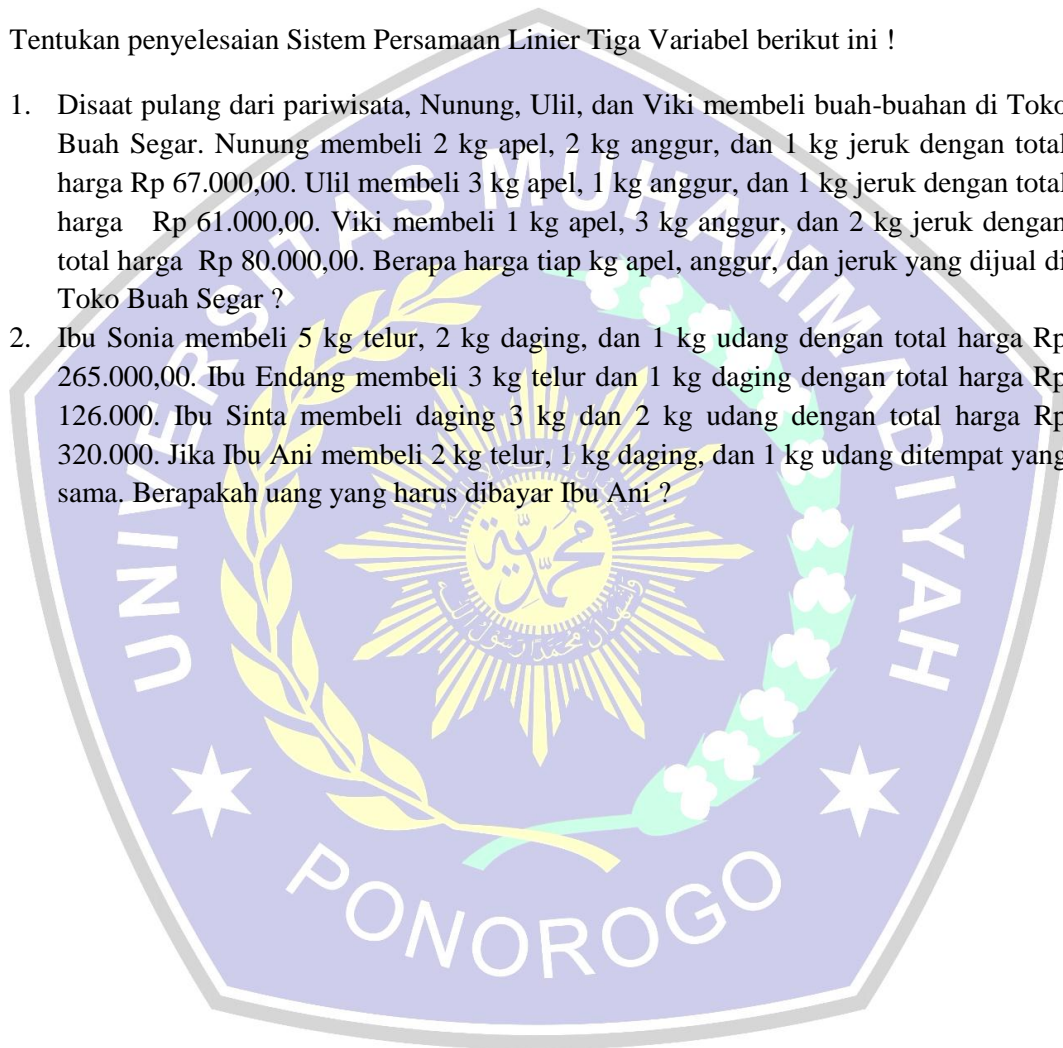 Tentukan penyelesaian Sistem Persamaan Linier Tiga Variabel berikut ini !
1. Disaat pulang dari pariwisata, Nunung, Ulil, dan Viki membeli buah-buahan di Toko
Buah Segar. Nunung membeli 2 kg apel, 2 kg anggur, dan 1 kg jeruk dengan total
harga Rp 67.000,00. Ulil membeli 3 kg apel, 1 kg anggur, dan 1 kg jeruk dengan total
harga Rp 61.000,00. Viki membeli 1 kg apel, 3 kg anggur, dan 2 kg jeruk dengan
total harga Rp 80.000,00. Berapa harga tiap kg apel, anggur, dan jeruk yang dijual di
Toko Buah Segar ?
2. Ibu Sonia membeli 5 kg telur, 2 kg daging, dan 1 kg udang dengan total harga Rp
265.000,00. Ibu Endang membeli 3 kg telur dan 1 kg daging dengan total harga Rp
126.000. Ibu Sinta membeli daging 3 kg dan 2 kg udang dengan total harga Rp
320.000. Jika Ibu Ani membeli 2 kg telur, 1 kg daging, dan 1 kg udang ditempat yang
sama. Berapakah uang yang harus dibayar Ibu Ani ?
UNIVERSITAS MUHAMMADIYAH
PONOROGO